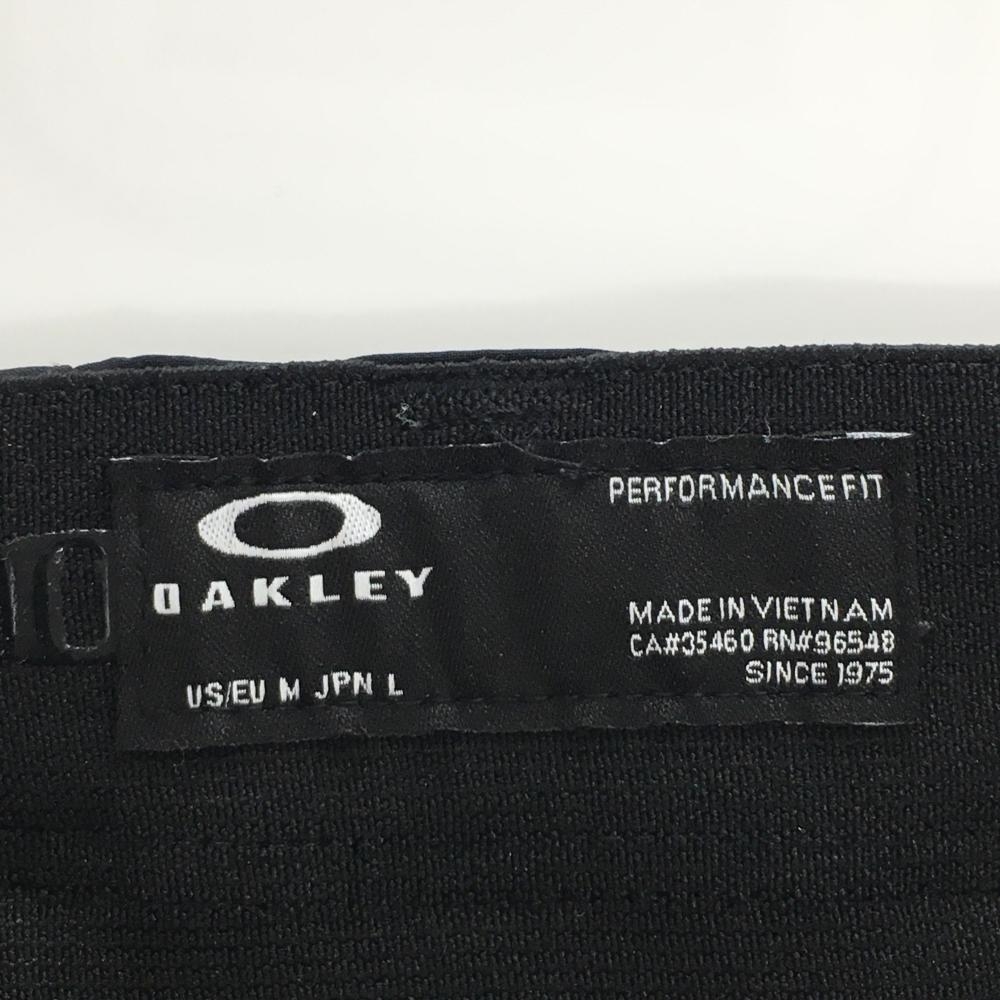 OAKLEY
US/EU M JPN L
PERFORMANCE FIT
MADE IN VIETNAM
CA#35460 RN#96548
SINCE 1975